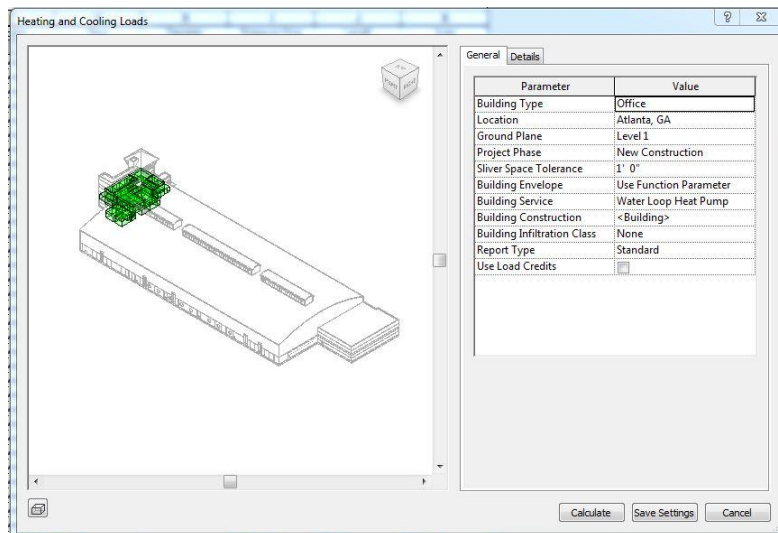 Heating and Cooling Loads
General Details
Parameter Value
Building Type Office
Location Atlanta, GA
Ground Plane Level 1
Project Phase New Construction
Sliver Space Tolerance 1' 0"
Building Envelope Use Function Parameter
Building Service Water Loop Heat Pump
Building Construction <Building>
Building Infiltration Class None
Report Type Standard
Use Load Credits
Calculate Save Settings Cancel